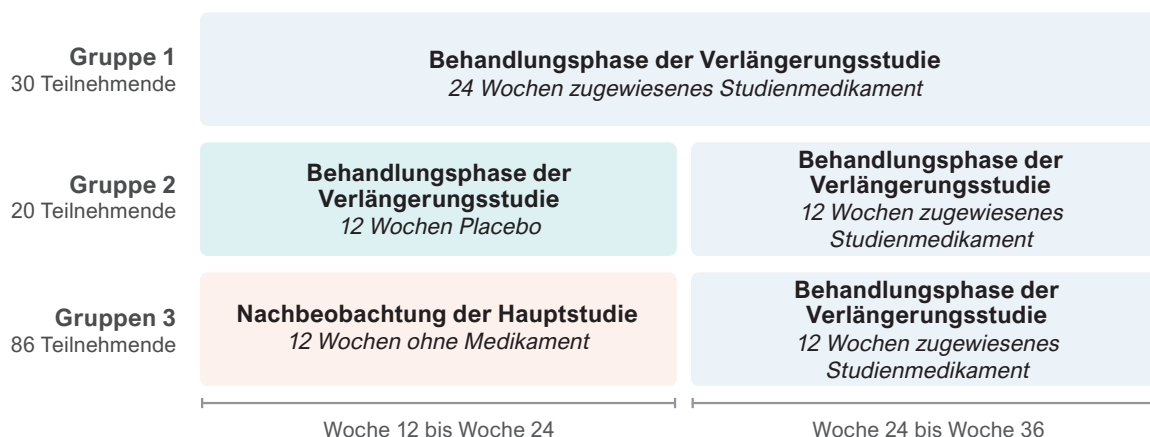 Gruppe 1
30 Teilnehmende
Behandlungsphase der Verlängerungsstudie
24 Wochen zugewiesenes Studienmedikament
Gruppe 2
20 Teilnehmende
Behandlungsphase der
Verlängerungsstudie
12 Wochen Placebo
Behandlungsphase der
Verlängerungsstudie
12 Wochen zugewiesenes
Studienmedikament
Gruppen 3
86 Teilnehmende
Nachbeobachtung der Hauptstudie
12 Wochen ohne Medikament
Behandlungsphase der
Verlängerungsstudie
12 Wochen zugewiesenes
Studienmedikament
Woche 12 bis Woche 24
Woche 24 bis Woche 36